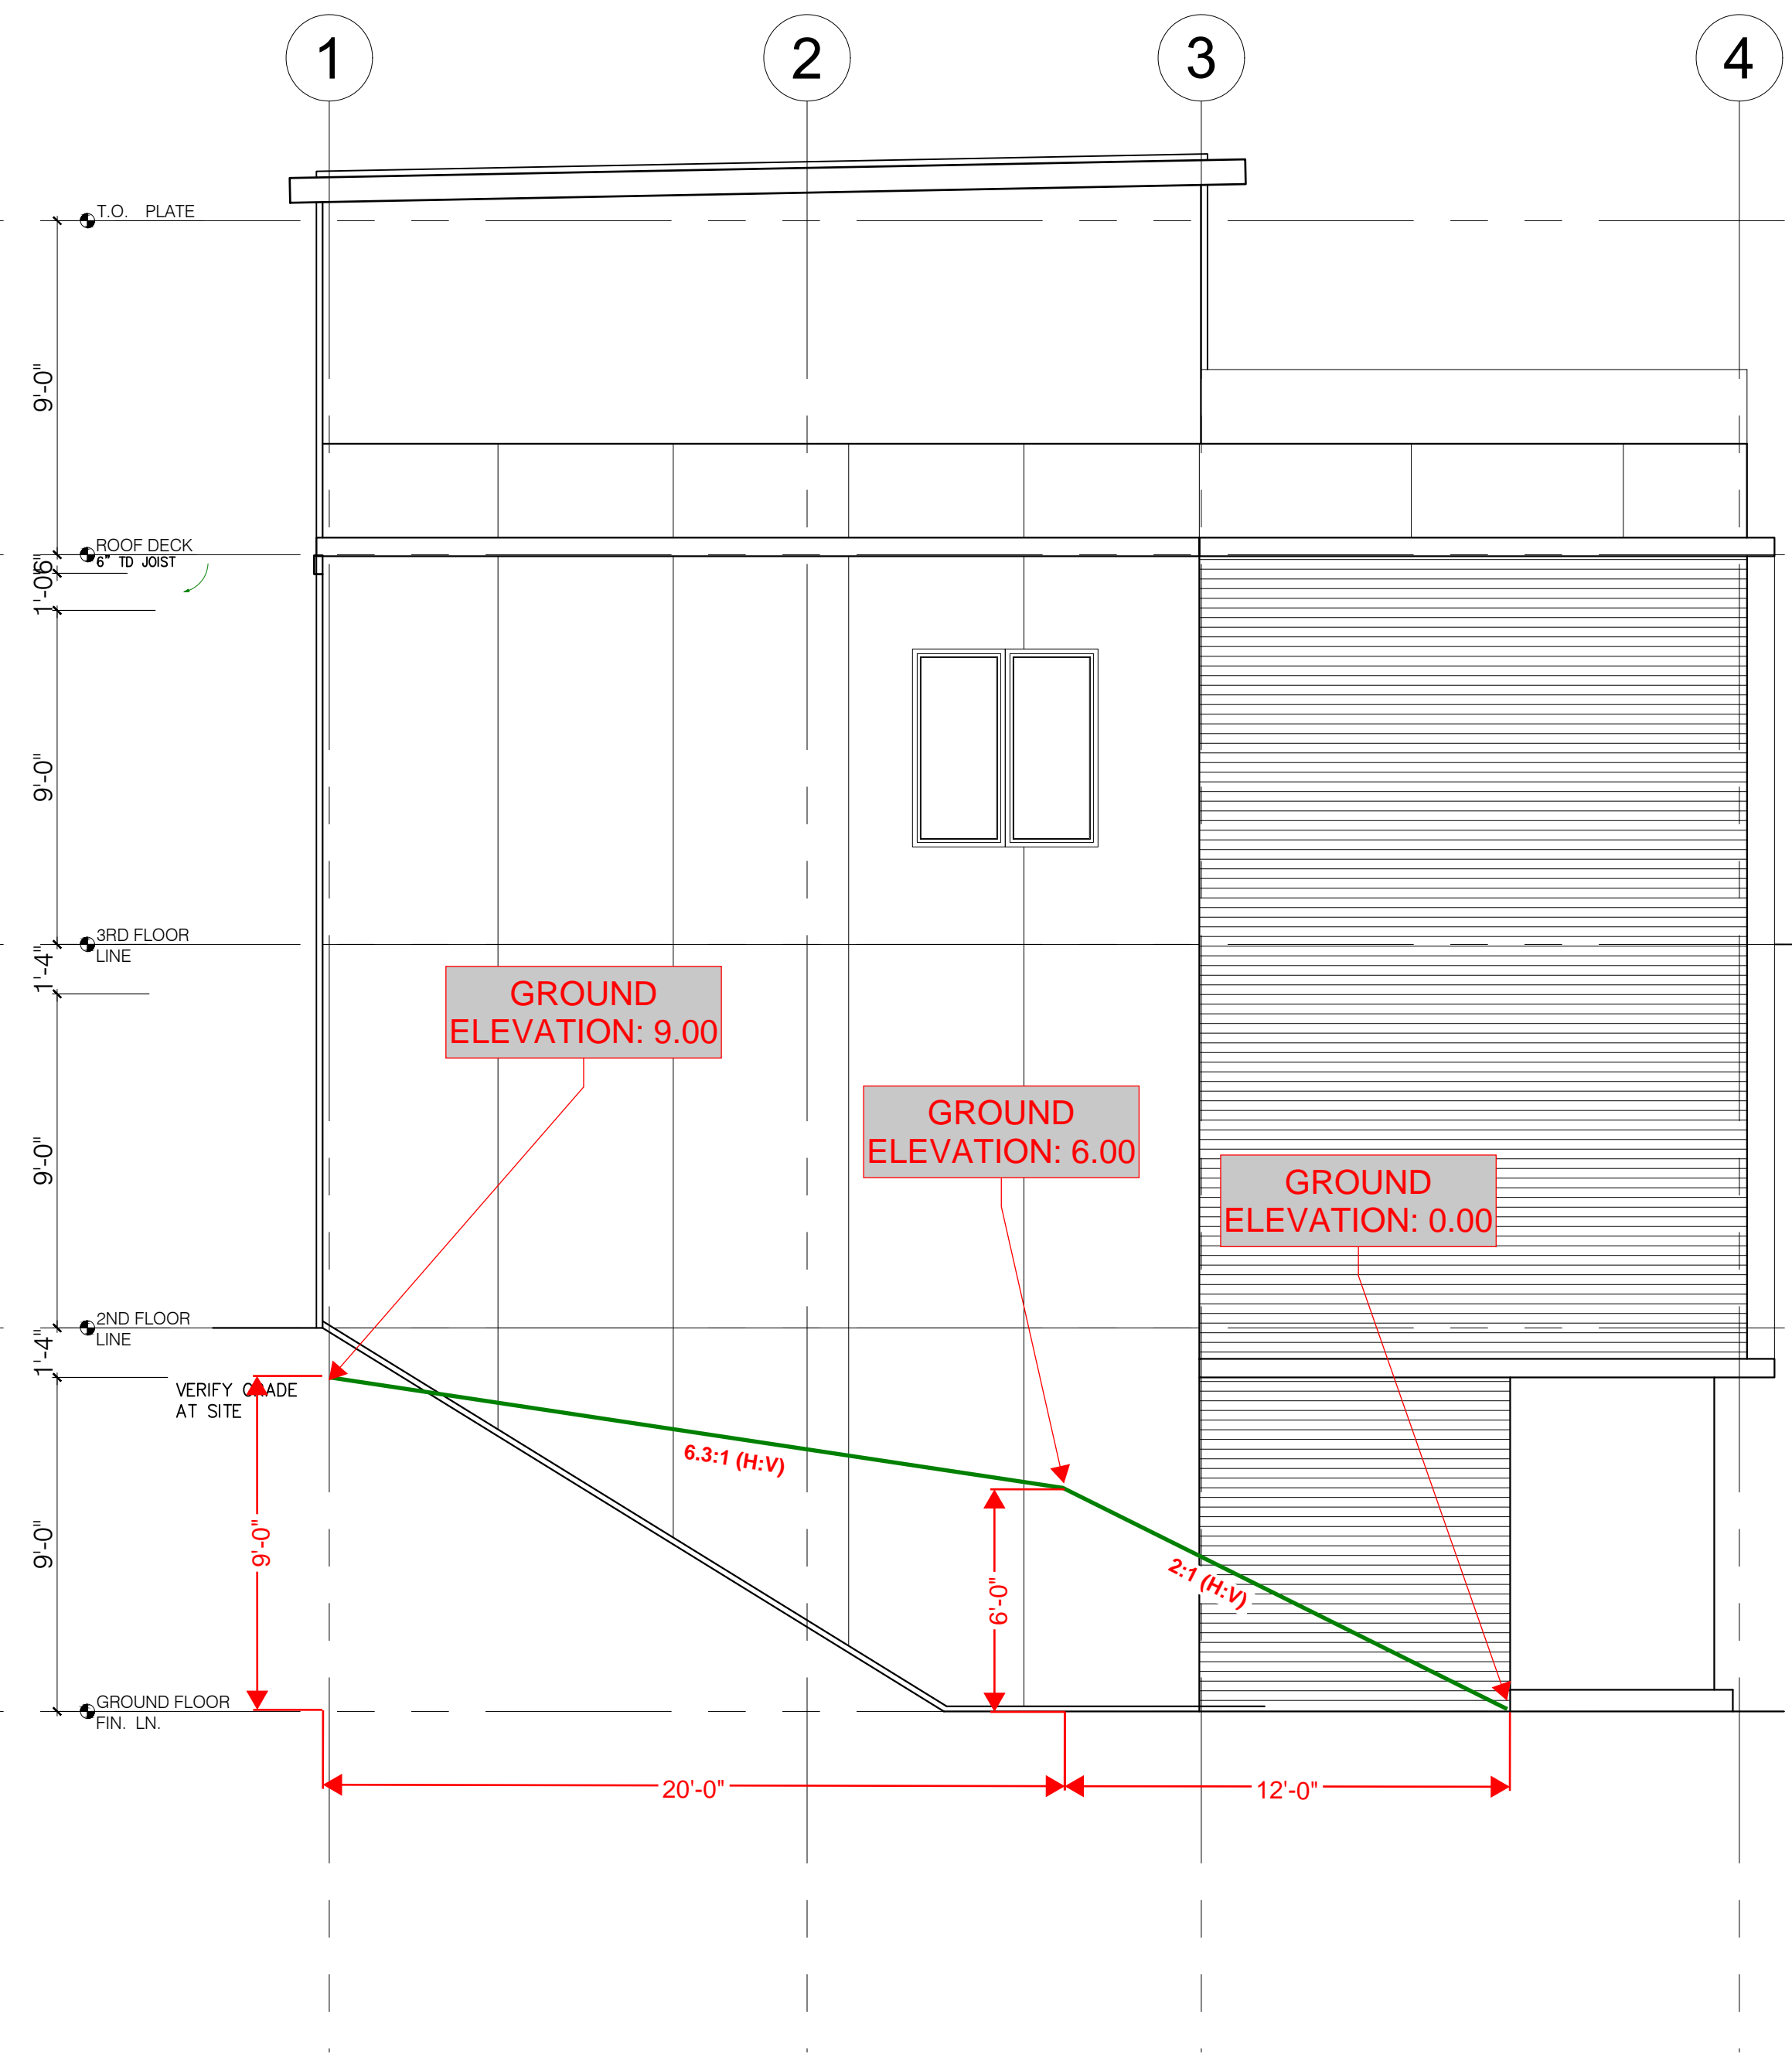 1
2
3
4
T.O. PLATE
9'-0"
ROOF DECK
6" TD JOIST
1'-06"
9'-0"
3RD FLOOR
LINE
1'-4"
GROUND
ELEVATION: 9.00
GROUND
ELEVATION: 6.00
9'-0"
GROUND
ELEVATION: 0.00
2ND FLOOR
LINE
1'-4"
VERIFY GRADE
AT SITE
6.3:1 (H:V)
9'-0"
9'-0"
2:1 (H:V)
6'-0"
GROUND FLOOR
FIN. LN.
20'-0"
12'-0"